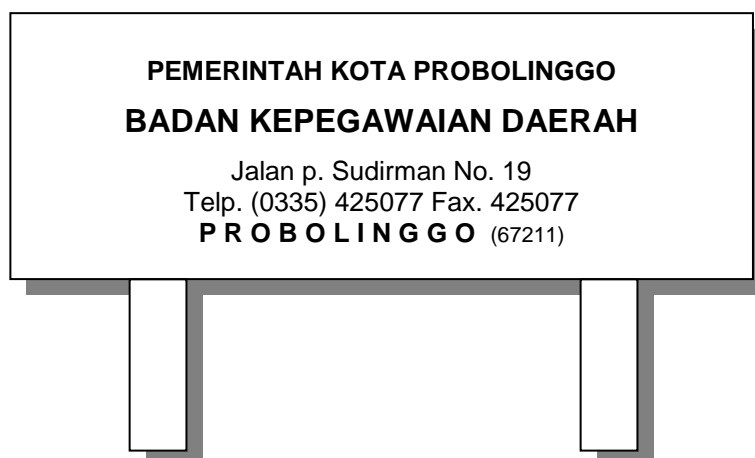 PEMERINTAH KOTA PROBOLINGGO
BADAN KEPEGAWAIAN DAERAH
Jalan p. Sudirman No. 19
Telp. (0335) 425077 Fax. 425077
P R O B O L I N G G O (67211)